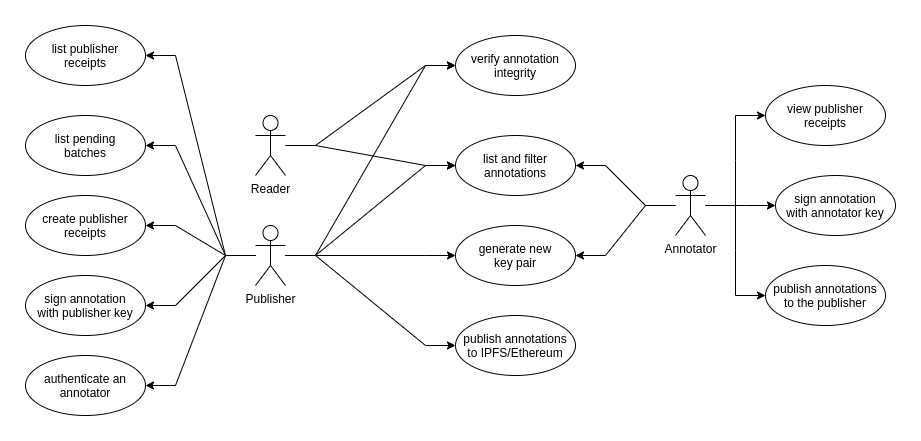 list publisher
receipts
list pending
batches
create publisher
receipts
sign annotation
with publisher key
authenticate an
annotator
Reader
Publisher
verify annotation
integrity
list and filter
annotations
generate new
key pair
publish annotations
to IPFS/Ethereum
Annotator
view publisher
receipts
sign annotation
with annotator key
publish annotations
to the publisher